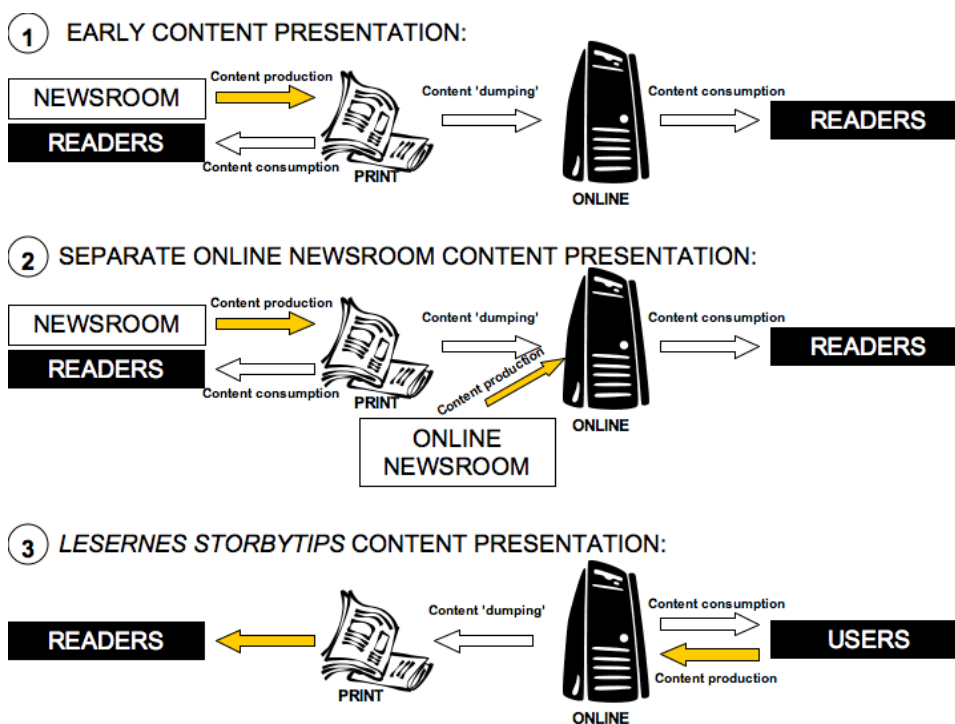 1 EARLY CONTENT PRESENTATION:
Content production
NEWSROOM
READERS
Content consumption
PRINT
Content 'dumping'
ONLINE
Content consumption
READERS
2 SEPARATE ONLINE NEWSROOM CONTENT PRESENTATION:
Content production
NEWSROOM
READERS
Content consumption
PRINT
Content 'dumping'
Content production
ONLINE
NEWSROOM
ONLINE
Content consumption
READERS
3 LESERNES STORBYTIPS CONTENT PRESENTATION:
READERS
PRINT
Content 'dumping'
ONLINE
Content consumption
USERS
Content production